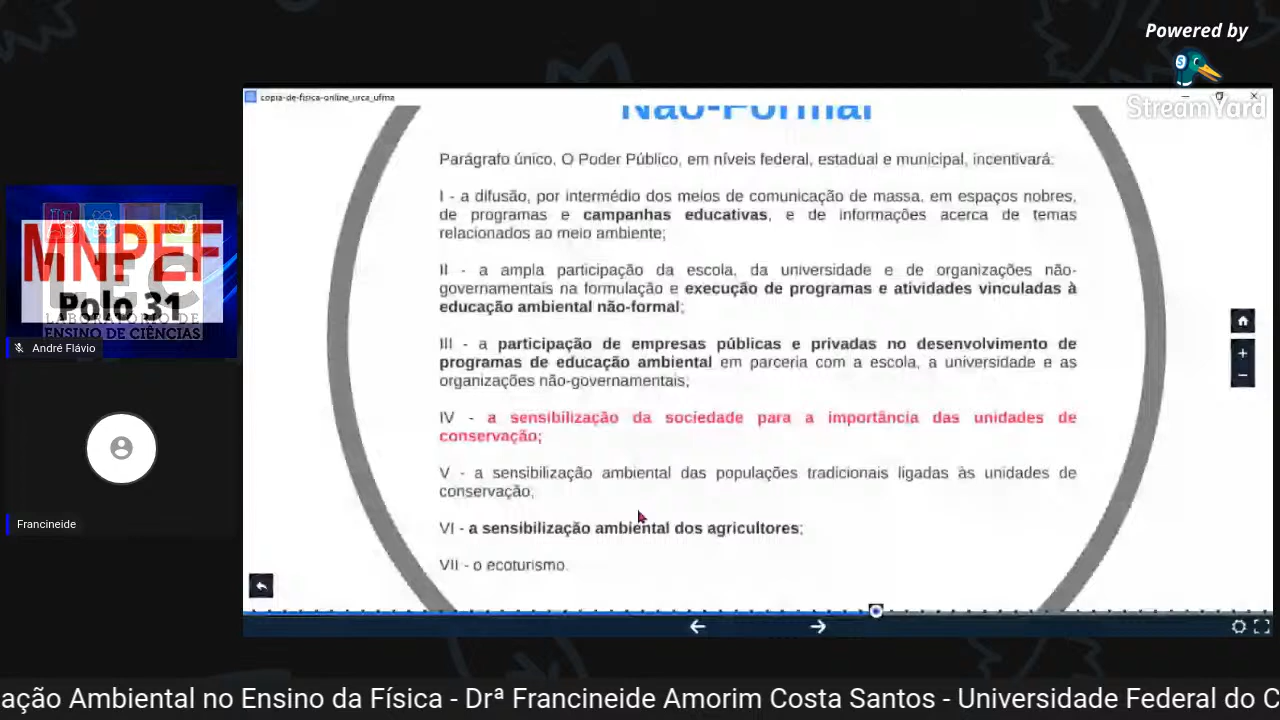 Powered by
StreamYard
copia-de-fisica-online_urca_ufma
Não-Formal
Parágrafo único. O Poder Público, em níveis federal, estadual e municipal, incentivará:
I - a difusão, por intermédio dos meios de comunicação de massa, em espaços nobres,
de programas e campanhas educativas, e de informações acerca de temas
relacionados ao meio ambiente;
II - a ampla participação da escola, da universidade e de organizações não-
governamentais na formulação e execução de programas e atividades vinculadas à
educação ambiental não-formal;
III - a participação de empresas públicas e privadas no desenvolvimento de
programas de educação ambiental em parceria com a escola, a universidade e as
organizações não-governamentais;
IV - a sensibilização da sociedade para a importância das unidades de
conservação;
V - a sensibilização ambiental das populações tradicionais ligadas às unidades de
conservação;
VI - a sensibilização ambiental dos agricultores;
VII - o ecoturismo.
MNPEF
LEC
Polo 31
LABORATÓRIO DE
ENSINO DE CIÊNCIAS
André Flávio
Francineide
ação Ambiental no Ensino da Física - Drª Francineide Amorim Costa Santos - Universidade Federal do C